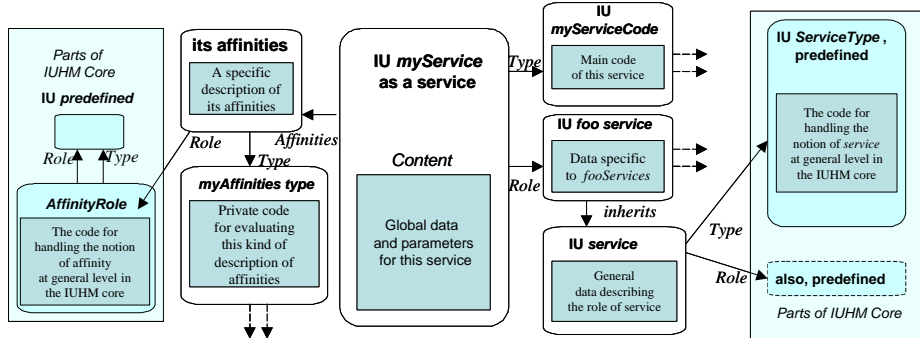 Parts of
IUHM Core
IU predefined
Role
Type
AffinityRole
The code for
handling the notion
of affinity
at general level in
the IUHM core
its affinities
A specific
description of
its affinities
Role
Type
Affinities
myAffinities type
Private code
for evaluating
this kind of
description of
affinities
IU myService
as a service
Content
Global data
and parameters
for this service
Type
Role
IU
myServiceCode
Main code
of this service
IU foo service
Data specific
to fooServices
inherits
IU service
General
data describing
the role of service
Type
Role
IU ServiceType ,
predefined
The code for
handling the
notion of service
at general level in
the IUHM core
also, predefined
Parts of IUHM Core